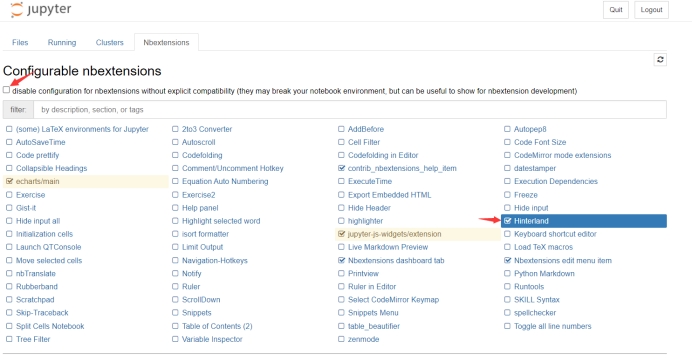 jupyter
Quit Logout
Files Running Clusters Nbextensions
Configurable nbextensions
disable configuration for nbextensions without explicit compatibility (they may break your notebook environment, but can be useful to show for nbextension development)
filter: by description, section, or tags
(some) LaTeX environments for Jupyter 2to3 Converter AddBefore Autopep8
AutoSaveTime Autoscroll Cell Filter Code Font Size
Code prettify Codefolding Codefolding in Editor CodeMirror mode extensions
Collapsible Headings Comment/Uncomment Hotkey contrib_nbextensions_help_item datestamper
echarts/main Equation Auto Numbering ExecuteTime Execution Dependencies
Exercise Exercise2 Export Embedded HTML Freeze
Gist-it Help panel Hide Header Hide input
Hide input all Highlight selected word highlighter Hinterland
Initialization cells isort formatter jupyter-js-widgets/extension Keyboard shortcut editor
Launch QTConsole Limit Output Live Markdown Preview Load TeX macros
Move selected cells Navigation-Hotkeys Nbextensions dashboard tab Nbextensions edit menu item
nbTranslate Notify Printview Python Markdown
Rubberband Ruler Ruler in Editor Runtools
Scratchpad ScrollDown Select CodeMirror Keymap SKILL Syntax
Skip-Traceback Snippets Snippets Menu spellchecker
Split Cells Notebook Table of Contents (2) table_beautifier Toggle all line numbers
Tree Filter Variable Inspector zenmode